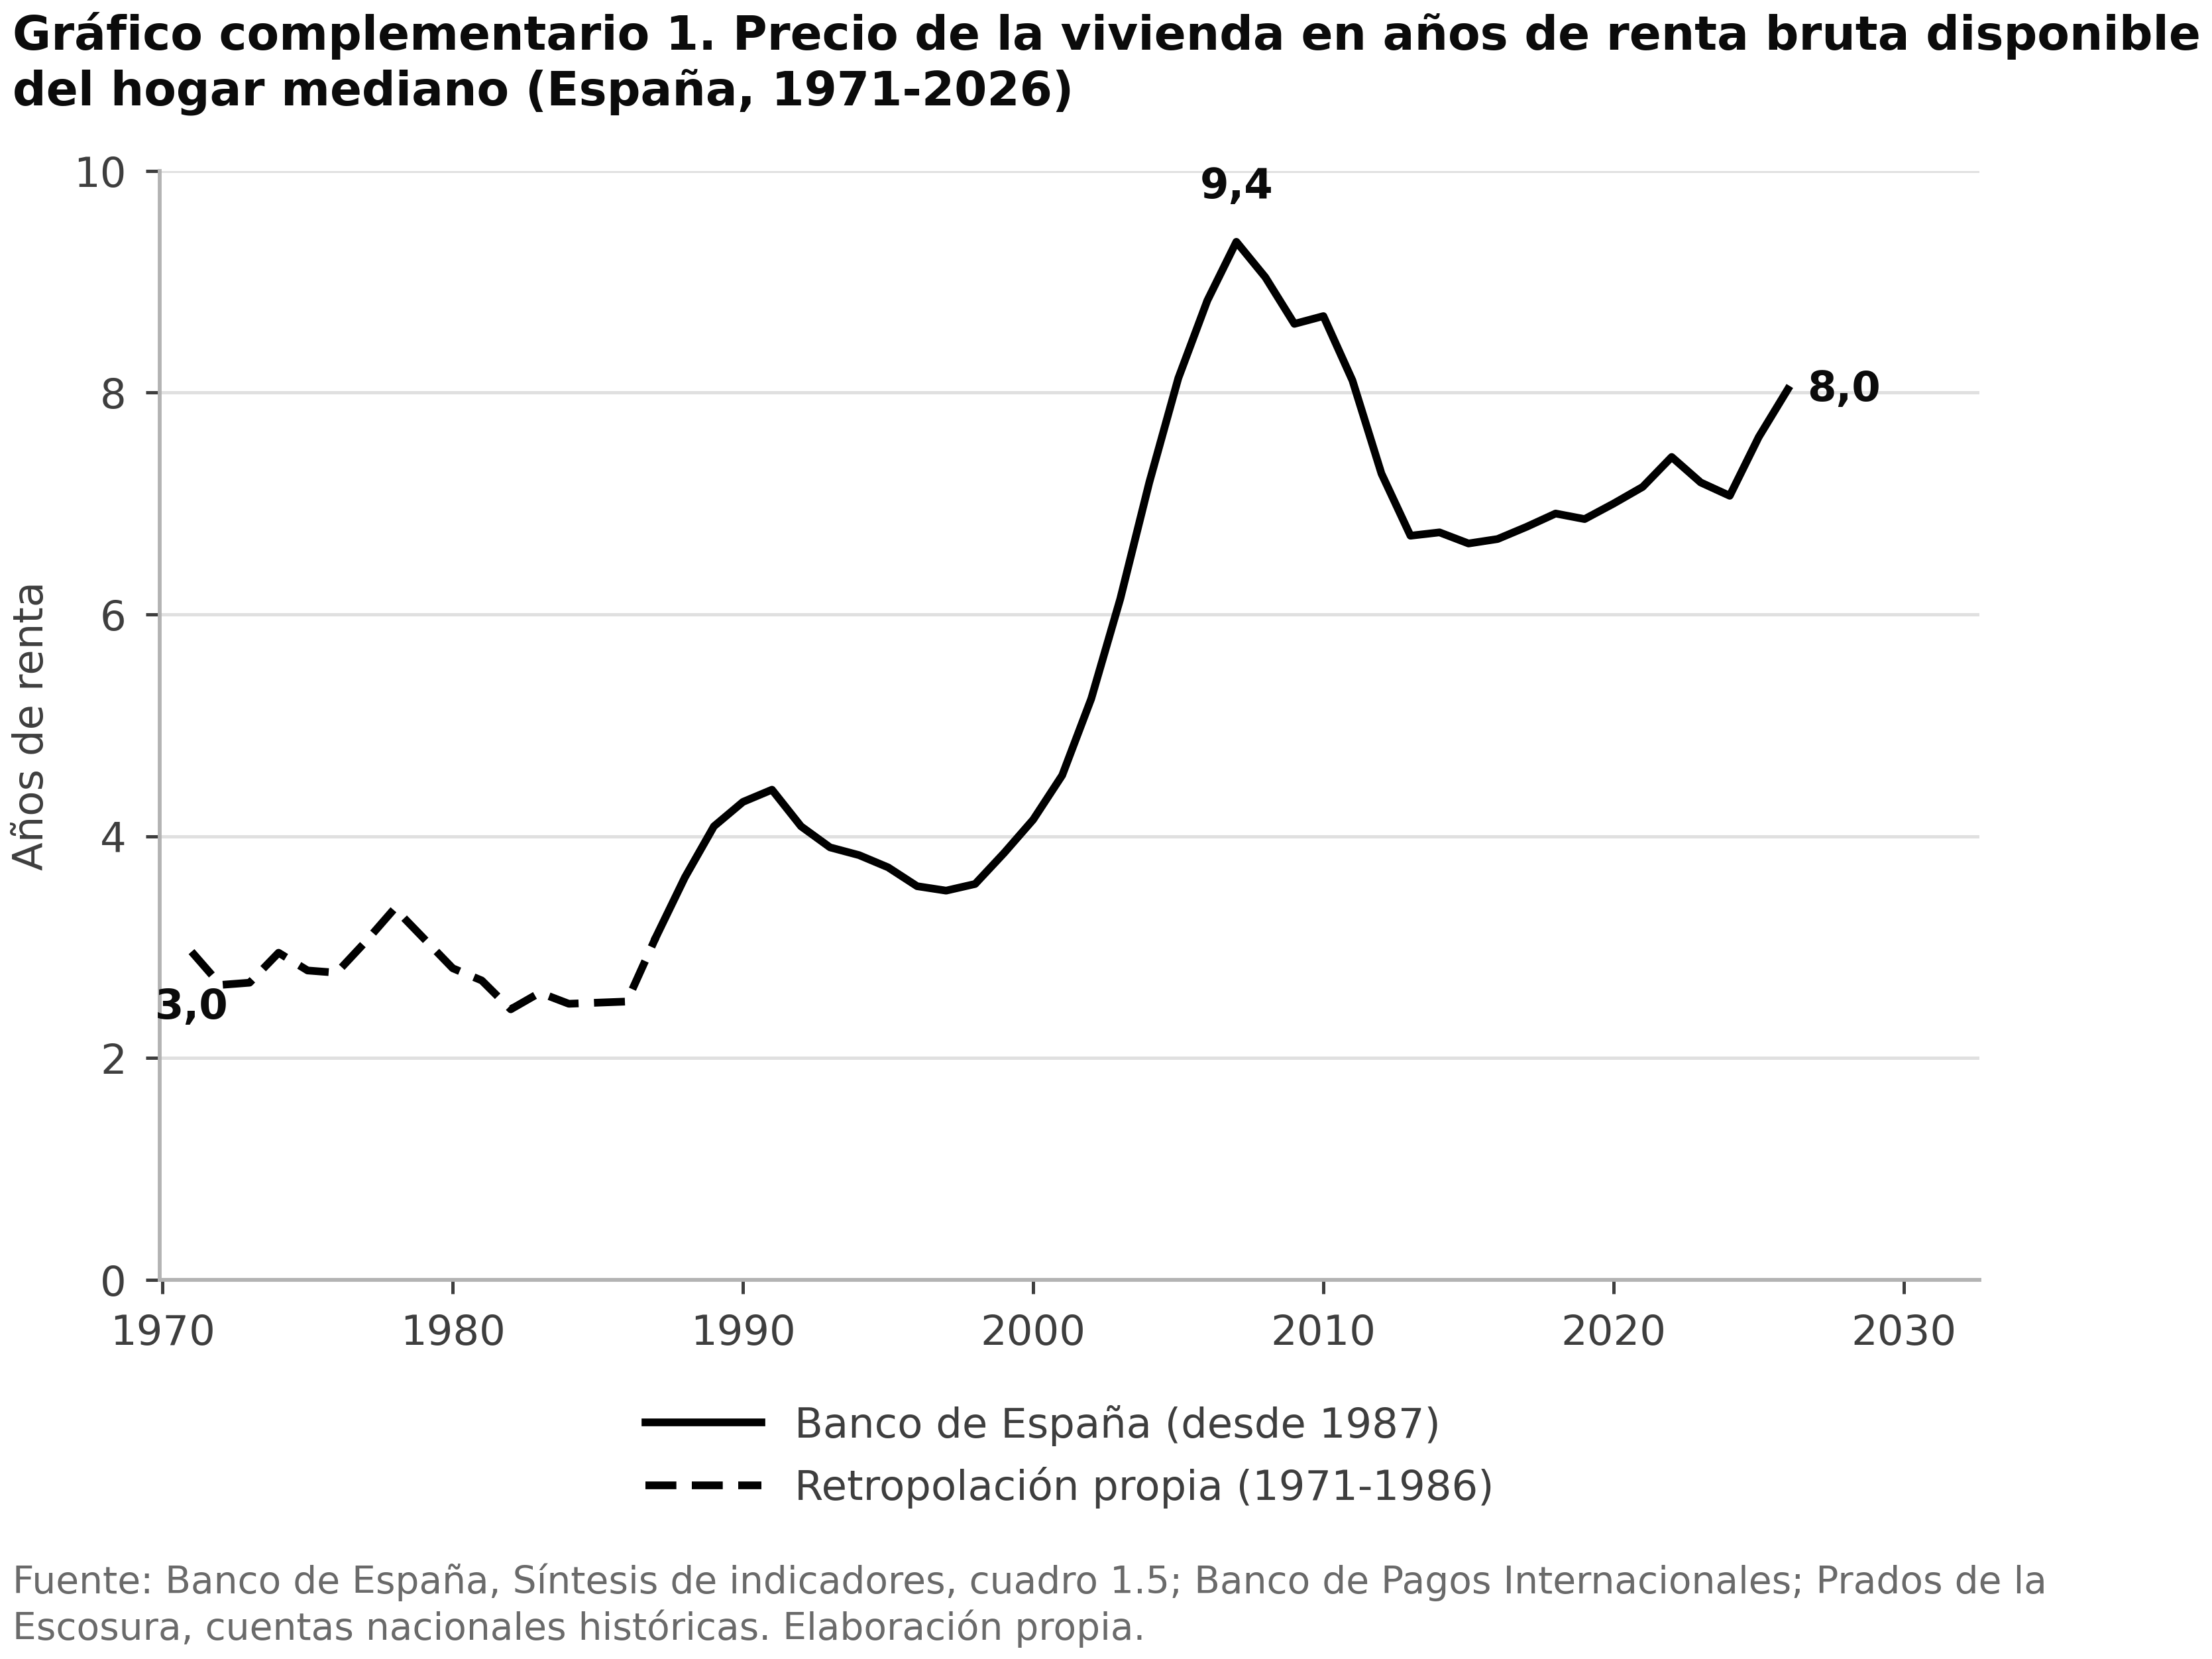 Gráfico complementario 1. Precio de la vivienda en años de renta bruta disponible
del hogar mediano (España, 1971-2026)
10
9,4
8
8,0
6
Años de renta
4
3,0
2
0
1970
1980
1990
2000
2010
2020
2030
Banco de España (desde 1987)
Retropolación propia (1971-1986)
Fuente: Banco de España, Síntesis de indicadores, cuadro 1.5; Banco de Pagos Internacionales; Prados de la
Escosura, cuentas nacionales históricas. Elaboración propia.